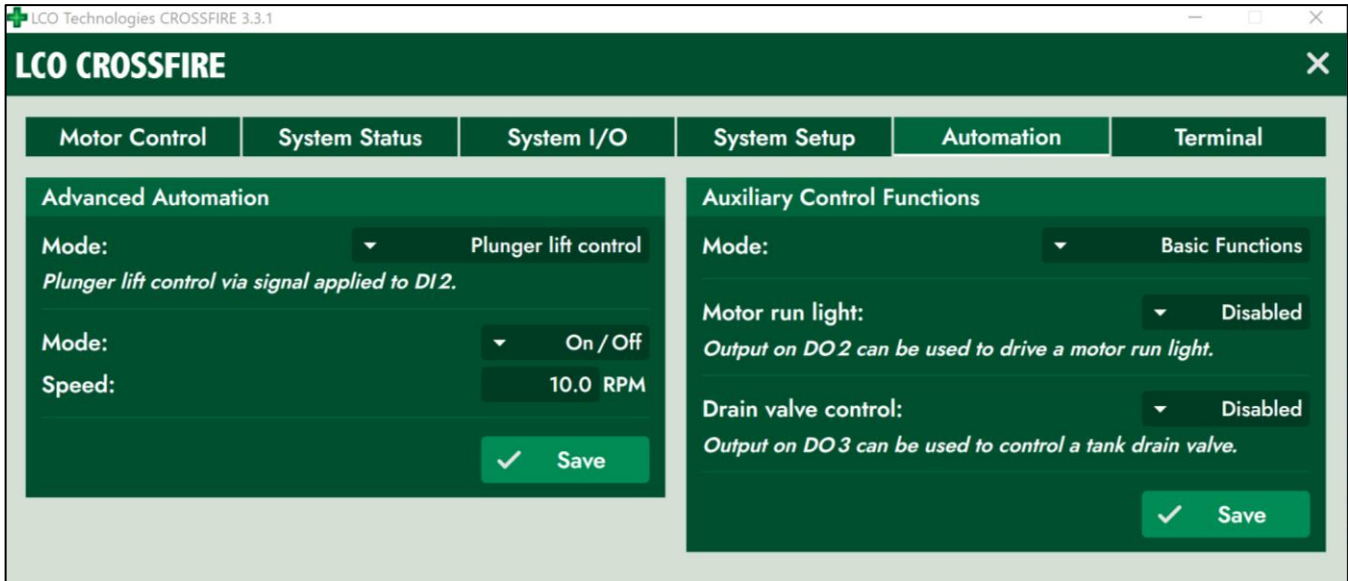 LCO Technologies CROSSFIRE 3.3.1
LCO CROSSFIRE
Motor Control System Status System I/O System Setup Automation Terminal
Advanced Automation
Mode: Plunger lift control
Plunger lift control via signal applied to DI 2.
Mode: On / Off
Speed: 10.0 RPM
Save
Auxiliary Control Functions
Mode: Basic Functions
Motor run light: Disabled
Output on DO 2 can be used to drive a motor run light.
Drain valve control: Disabled
Output on DO 3 can be used to control a tank drain valve.
Save